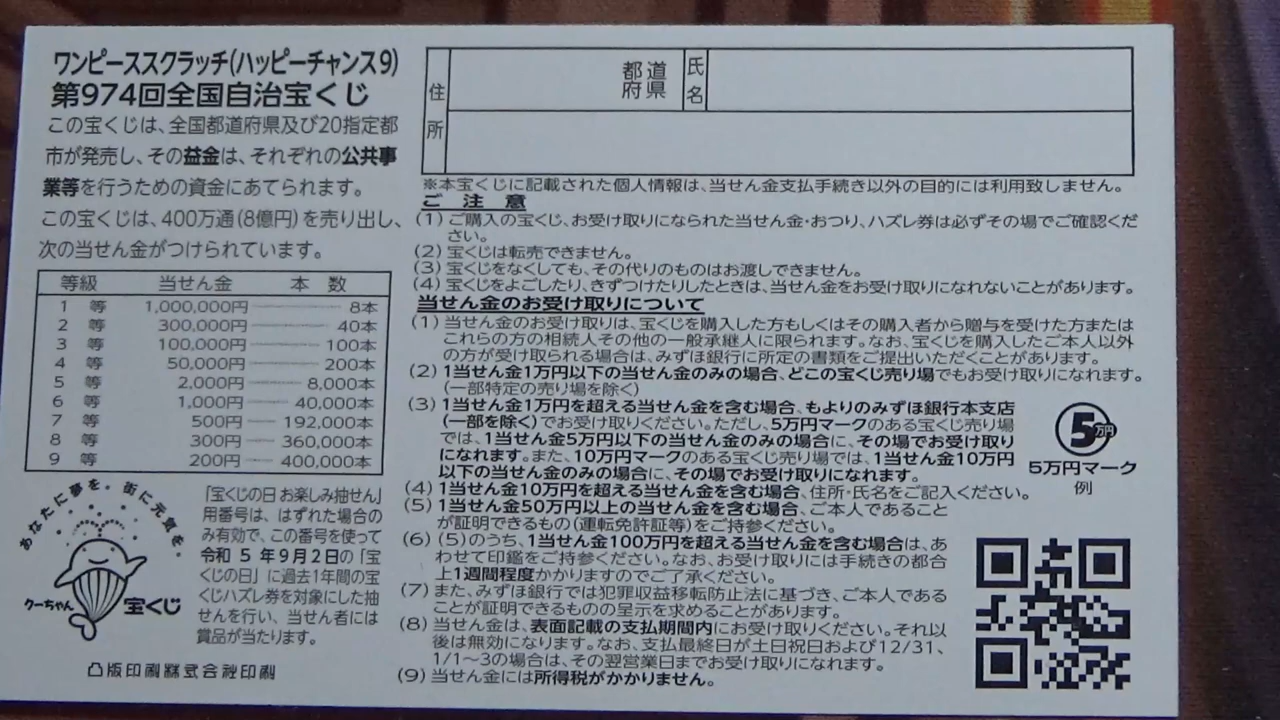 ワンピーススクラッチ(ハッピーチャンス9)
第974回全国自治宝くじ
この宝くじは、全国都道府県及び20指定都
市が発売し、その益金は、それぞれの公共事
業等を行うための資金にあてられます。
この宝くじは、400万通(8億円)を売り出し、
次の当せん金がつけられています。
等級 当せん金 本数
1等 1,000,000円 8本
2等 300,000円 40本
3等 100,000円 100本
4等 50,000円 200本
5等 2,000円 8,000本
6等 1,000円 40,000本
7等 500円 192,000本
8等 300円 360,000本
9等 200円 400,000本
あなたに夢を。街に元気を。
クーちゃん 宝くじ
「宝くじの日 お楽しみ抽せん」
用番号は、はずれた場合の
み有効で、この番号を使って
令和5年9月2日の「宝
くじの日」に過去1年間の宝
くじハズレ券を対象にした抽
せんを行い、当せん者には
賞品が当たります。
凸版印刷株式会社印刷
住所
都道
府県
氏名
※本宝くじに記載された個人情報は、当せん金支払手続き以外の目的には利用致しません。
ご注意
(1) ご購入の宝くじ、お受け取りになられた当せん金・おつり、ハズレ券は必ずその場でご確認くだ
さい。
(2) 宝くじは転売できません。
(3) 宝くじをなくしても、その代りのものはお渡しできません。
(4) 宝くじをよごしたり、きずつけたりしたときは、当せん金をお受け取りになれないことがあります。
当せん金のお受け取りについて
(1) 当せん金のお受け取りは、宝くじを購入した方もしくはその購入者から贈与を受けた方または
これらの方の相続人その他の一般承継人に限られます。なお、宝くじを購入したご本人以外
の方が受け取られる場合は、みずほ銀行に所定の書類をご提出いただくことがあります。
(2) 1当せん金1万円以下の当せん金のみの場合、どこの宝くじ売り場でもお受け取りになれます。
(一部特定の売り場を除く)
(3) 1当せん金1万円を超える当せん金を含む場合、もよりのみずほ銀行本支店
(一部を除く)でお受け取りください。ただし、5万円マークのある宝くじ売り場
では、1当せん金5万円以下の当せん金のみの場合に、その場でお受け取り
になれます。また、10万円マークのある宝くじ売り場では、1当せん金10万円
以下の当せん金のみの場合に、その場でお受け取りになれます。
5万円
5万円マーク
例
(4) 1当せん金10万円を超える当せん金を含む場合、住所・氏名をご記入ください。
(5) 1当せん金50万円以上の当せん金を含む場合、ご本人であること
が証明できるもの(運転免許証等)をご持参ください。
(6) (5)のうち、1当せん金100万円を超える当せん金を含む場合は、あ
わせて印鑑をご持参ください。なお、お受け取りには手続きの都合
上1週間程度かかりますのでご了承ください。
(7) また、みずほ銀行では犯罪収益移転防止法に基づき、ご本人である
ことが証明できるものの呈示を求めることがあります。
(8) 当せん金は、表面記載の支払期間内にお受け取りください。それ以
後は無効になります。なお、支払最終日が土日祝日および12/31、
1/1〜3の場合は、その翌営業日までお受け取りになれます。
(9) 当せん金には所得税がかかりません。